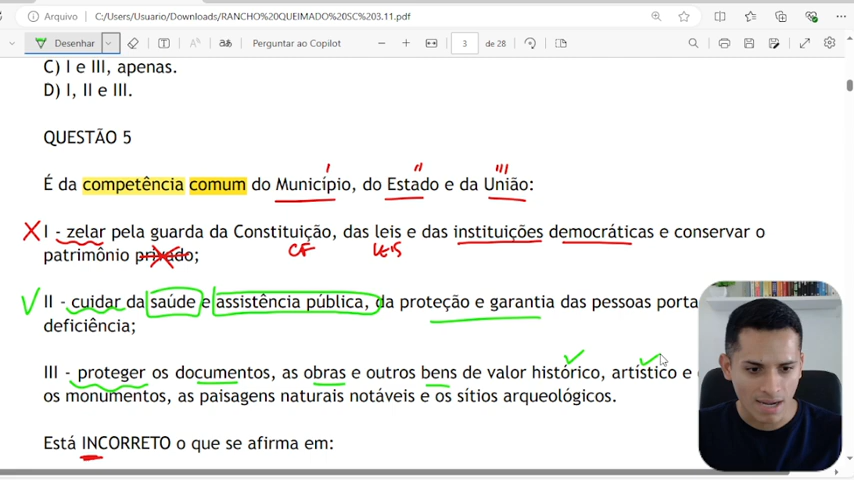 Arquivo C:/Users/Usuario/Downloads/RANCHO%20QUEIMADO%20SC%203.11.pdf
Desenhar Perguntar ao Copilot 3 de 28
C) I e III, apenas.
D) I, II e III.
QUESTÃO 5
I II III
É da competência comum do Município, do Estado e da União:
X I - zelar pela guarda da Constituição, das leis e das instituições democráticas e conservar o
CF LEIS
patrimônio privado;
II - cuidar da saúde e assistência pública, da proteção e garantia das pessoas
deficiência;
III - proteger os documentos, as obras e outros bens de valor histórico, artístico e
os monumentos, as paisagens naturais notáveis e os sítios arqueológicos.
Está INCORRETO o que se afirma em: